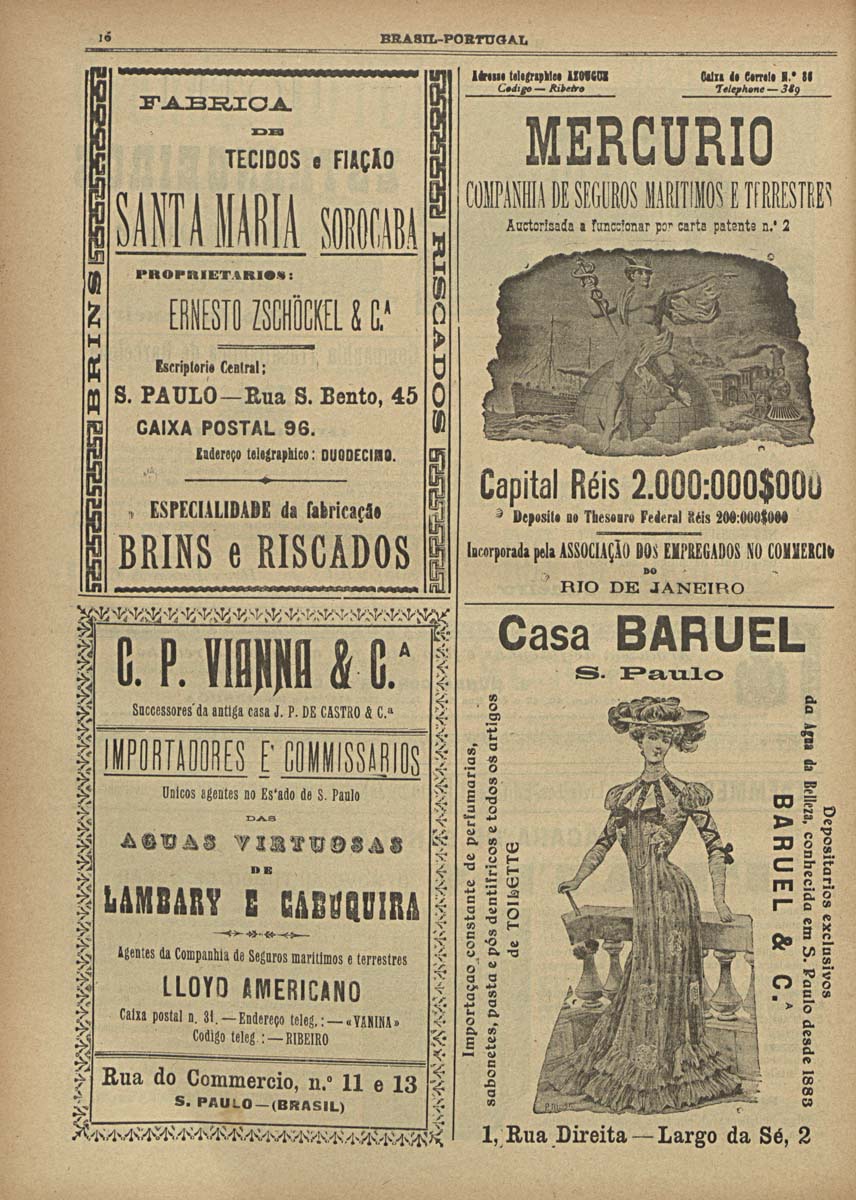 16
BRASIL-PORTUGAL
BRINS
RISCADOS
FABRICA
DE
TECIDOS e FIAÇÃO
SANTA MARIA SOROCABA
PROPRIETARIOS:
ERNESTO ZSCHÖCKEL & C.ᴬ
Escriptorio Central;
S. PAULO—Rua S. Bento, 45
CAIXA POSTAL 96.
Endereço telegraphico: DUODECIMO.
ESPECIALIDADE da fabricação
BRINS e RISCADOS
C. P. VIANNA & C.ᴬ
Successores da antiga casa J. P. DE CASTRO & C.ª
IMPORTADORES E COMMISSARIOS
Unicos agentes no Estado de S. Paulo
DAS
AGUAS VIRTUOSAS
DE
LAMBARY E CABUQUIRA
Agentes da Companhia de Seguros maritimos e terrestres
LLOYD AMERICANO
Caixa postal n. 31.—Endereço teleg.:—«VANINA»
Codigo teleg.:—RIBEIRO
Rua do Commercio, n.º 11 e 13
S. PAULO—(BRASIL)
Adresse telegraphico AZOUGUE
Codigo — Ribeiro
Caixa do Correio N.º 86
Telephone — 389
MERCURIO
COMPANHIA DE SEGUROS MARITIMOS E TERRESTRES
Auctorisada a funccionar por carta patente n.º 2
Capital Réis 2.000:000$000
Deposito no Thesouro Federal Réis 200:000$000
Incorporada pela ASSOCIAÇÃO DOS EMPREGADOS NO COMMERCIO
DO
RIO DE JANEIRO
Casa BARUEL
S. Paulo
Importação constante de perfumarias,
sabonetes, pasta e pós dentifricos e todos os artigos
de TOILETTE
Depositarios exclusivos
da Agua da Belleza, conhecida em S. Paulo desde 1883
BARUEL & C.ᴬ
1, Rua Direita — Largo da Sé, 2